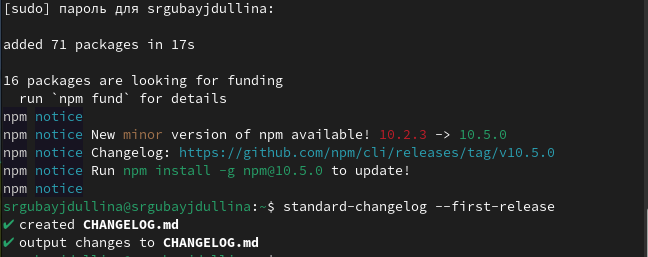 [sudo] пароль для srgubayjdullina:
added 71 packages in 17s
16 packages are looking for funding
run `npm fund` for details
npm notice
npm notice New minor version of npm available! 10.2.3 -> 10.5.0
npm notice Changelog: https://github.com/npm/cli/releases/tag/v10.5.0
npm notice Run npm install -g npm@10.5.0 to update!
npm notice
srgubayjdullina@srgubayjdullina:~$ standard-changelog --first-release
✔ created CHANGELOG.md
✔ output changes to CHANGELOG.md